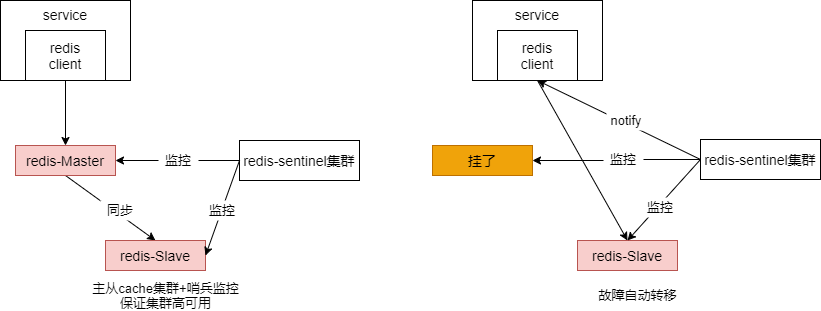 service
redis
client
redis-Master
监控
redis-sentinel集群
同步
监控
redis-Slave
主从cache集群+哨兵监控
保证集群高可用
service
redis
client
notify
挂了
监控
redis-sentinel集群
监控
redis-Slave
故障自动转移